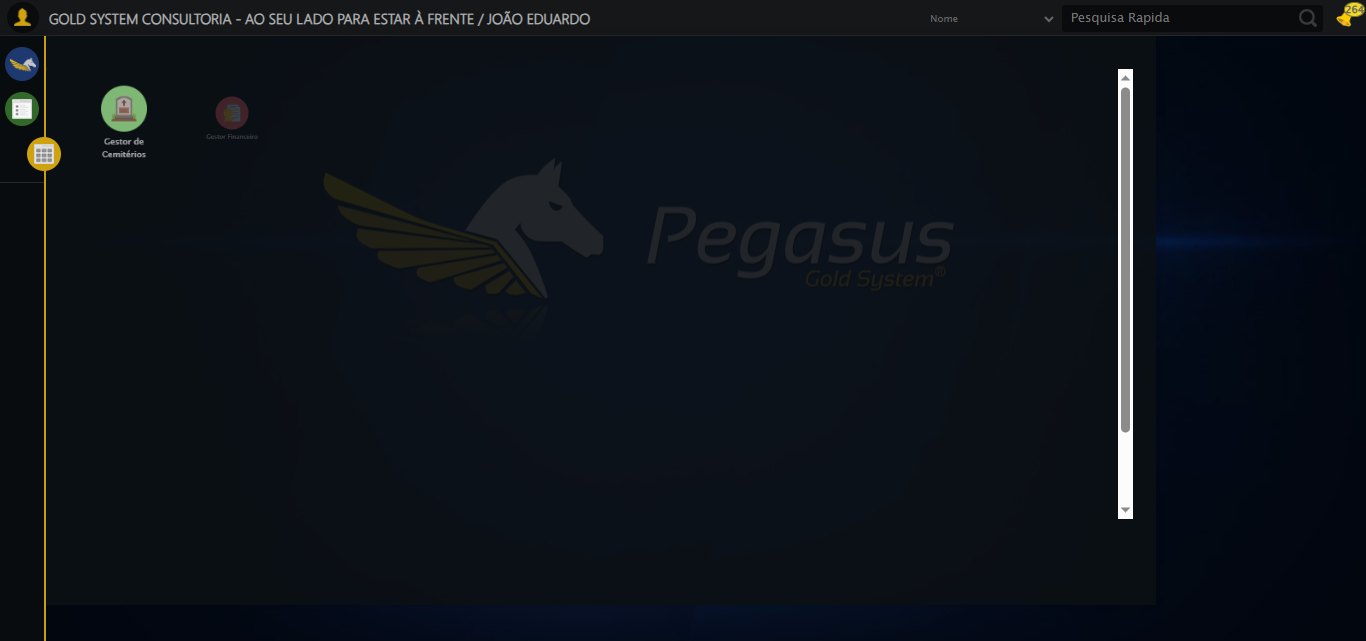 GOLD SYSTEM CONSULTORIA - AO SEU LADO PARA ESTAR À FRENTE / JOÃO EDUARDO
Nome
Pesquisa Rapida
264
Gestor de
Cemitérios
Gestor Financeiro
Pegasus
Gold System®